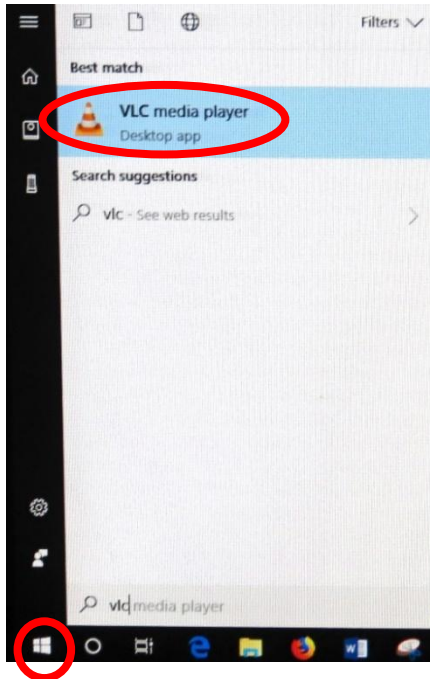 Filters
Best match
VLC media player
Desktop app
Search suggestions
vlc - See web results
vlc media player